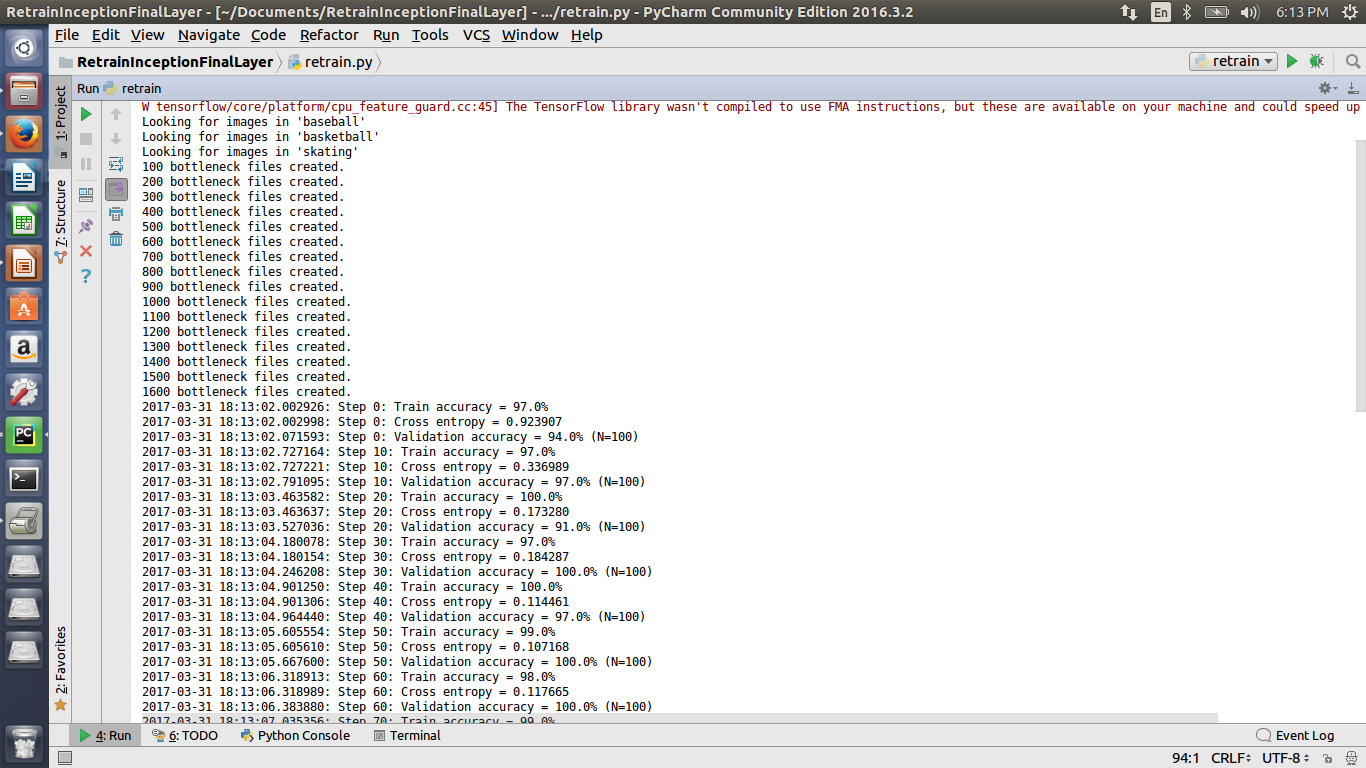 RetrainInceptionFinalLayer - [~/Documents/RetrainInceptionFinalLayer] - .../retrain.py - PyCharm Community Edition 2016.3.2
En
6:13 PM
File Edit View Navigate Code Refactor Run Tools VCS Window Help
RetrainInceptionFinalLayer
retrain.py
retrain
Run retrain
1: Project
7: Structure
2: Favorites
W tensorflow/core/platform/cpu_feature_guard.cc:45] The TensorFlow library wasn't compiled to use FMA instructions, but these are available on your machine and could speed up
Looking for images in 'baseball'
Looking for images in 'basketball'
Looking for images in 'skating'
100 bottleneck files created.
200 bottleneck files created.
300 bottleneck files created.
400 bottleneck files created.
500 bottleneck files created.
600 bottleneck files created.
700 bottleneck files created.
800 bottleneck files created.
900 bottleneck files created.
1000 bottleneck files created.
1100 bottleneck files created.
1200 bottleneck files created.
1300 bottleneck files created.
1400 bottleneck files created.
1500 bottleneck files created.
1600 bottleneck files created.
2017-03-31 18:13:02.002926: Step 0: Train accuracy = 97.0%
2017-03-31 18:13:02.002998: Step 0: Cross entropy = 0.923907
2017-03-31 18:13:02.071593: Step 0: Validation accuracy = 94.0% (N=100)
2017-03-31 18:13:02.727164: Step 10: Train accuracy = 97.0%
2017-03-31 18:13:02.727221: Step 10: Cross entropy = 0.336989
2017-03-31 18:13:02.791095: Step 10: Validation accuracy = 97.0% (N=100)
2017-03-31 18:13:03.463582: Step 20: Train accuracy = 100.0%
2017-03-31 18:13:03.463637: Step 20: Cross entropy = 0.173280
2017-03-31 18:13:03.527036: Step 20: Validation accuracy = 91.0% (N=100)
2017-03-31 18:13:04.180078: Step 30: Train accuracy = 97.0%
2017-03-31 18:13:04.180154: Step 30: Cross entropy = 0.184287
2017-03-31 18:13:04.246208: Step 30: Validation accuracy = 100.0% (N=100)
2017-03-31 18:13:04.901250: Step 40: Train accuracy = 100.0%
2017-03-31 18:13:04.901306: Step 40: Cross entropy = 0.114461
2017-03-31 18:13:04.964440: Step 40: Validation accuracy = 97.0% (N=100)
2017-03-31 18:13:05.605554: Step 50: Train accuracy = 99.0%
2017-03-31 18:13:05.605610: Step 50: Cross entropy = 0.107168
2017-03-31 18:13:05.667600: Step 50: Validation accuracy = 100.0% (N=100)
2017-03-31 18:13:06.318913: Step 60: Train accuracy = 98.0%
2017-03-31 18:13:06.318989: Step 60: Cross entropy = 0.117665
2017-03-31 18:13:06.383880: Step 60: Validation accuracy = 100.0% (N=100)
2017-03-31 18:13:07.035356: Step 70: Train accuracy = 99.0%
PC
4: Run 6: TODO Python Console Terminal Event Log
94:1 CRLF UTF-8